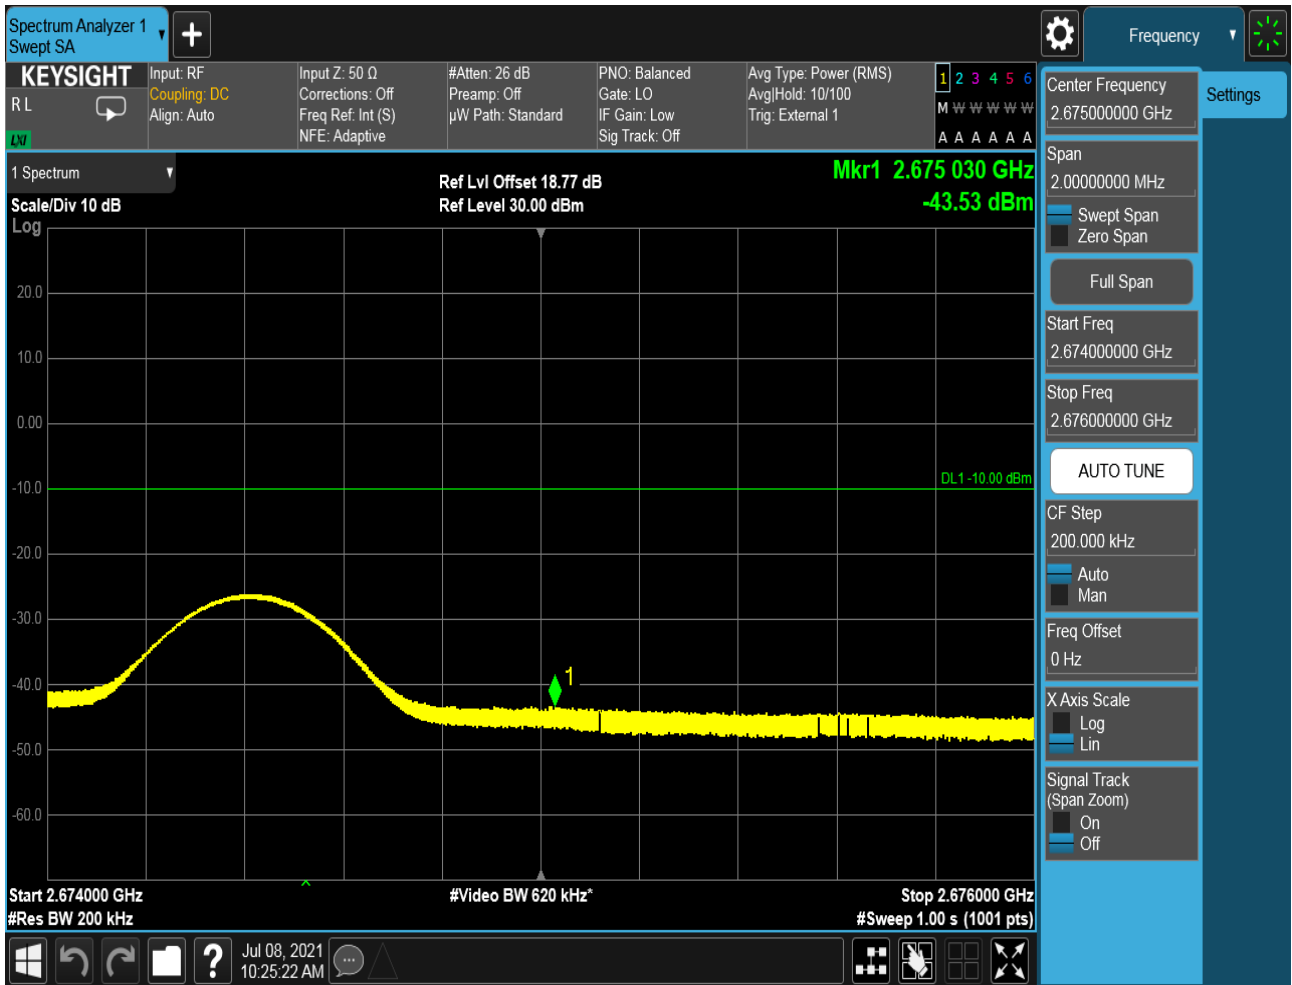 Spectrum Analyzer 1
Swept SA
Frequency
KEYSIGHT
R L
LXI
Input: RF
Coupling: DC
Align: Auto
Input Z: 50 Ω
Corrections: Off
Freq Ref: Int (S)
NFE: Adaptive
#Atten: 26 dB
Preamp: Off
µW Path: Standard
PNO: Balanced
Gate: LO
IF Gain: Low
Sig Track: Off
Avg Type: Power (RMS)
Avg|Hold: 10/100
Trig: External 1
1 2 3 4 5 6
M W W W W W
A A A A A A
1 Spectrum
Scale/Div 10 dB
Log
Ref Lvl Offset 18.77 dB
Ref Level 30.00 dBm
Mkr1 2.675 030 GHz
-43.53 dBm
20.0
10.0
0.00
-10.0
-20.0
-30.0
-40.0
-50.0
-60.0
DL1 -10.00 dBm
1
Start 2.674000 GHz
#Res BW 200 kHz
#Video BW 620 kHz*
Stop 2.676000 GHz
#Sweep 1.00 s (1001 pts)
Center Frequency
2.675000000 GHz
Settings
Span
2.00000000 MHz
Swept Span
Zero Span
Full Span
Start Freq
2.674000000 GHz
Stop Freq
2.676000000 GHz
AUTO TUNE
CF Step
200.000 kHz
Auto
Man
Freq Offset
0 Hz
X Axis Scale
Log
Lin
Signal Track
(Span Zoom)
On
Off
?
Jul 08, 2021
10:25:22 AM